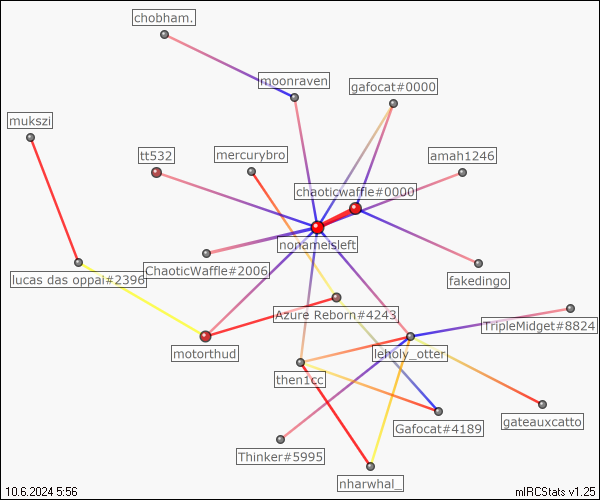 chobham.
moonraven
gafocat#0000
mukszi
tt532
mercurybro
amah1246
chaoticwaffle#0000
nonameisleft
lucas das oppai#2396
ChaoticWaffle#2006
fakedingo
Azure Reborn#4243
TripleMidget#8824
motorthud
leholy_otter
then1cc
Gafocat#4189
gateauxcatto
Thinker#5995
nharwhal_
10.6.2024 5:56
mIRCStats v1.25